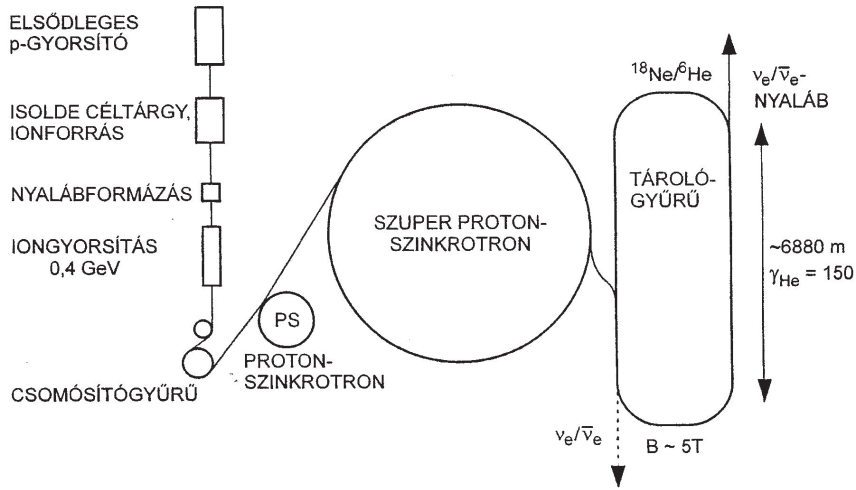 ELSŐDLEGES
p-GYORSÍTÓ
ISOLDE CÉLTÁRGY,
IONFORRÁS
NYALÁBFORMÁZÁS
IONGYORSÍTÁS
0,4 GeV
CSOMÓSÍTÓGYŰRŰ
PS
PROTON-
SZINKROTRON
SZUPER PROTON-
SZINKROTRON
¹⁸Ne/⁶He
νₑ/ν̅ₑ-
NYALÁB
TÁROLÓ-
GYŰRŰ
~6880 m
γHe = 150
νₑ/ν̅ₑ
B ~ 5T